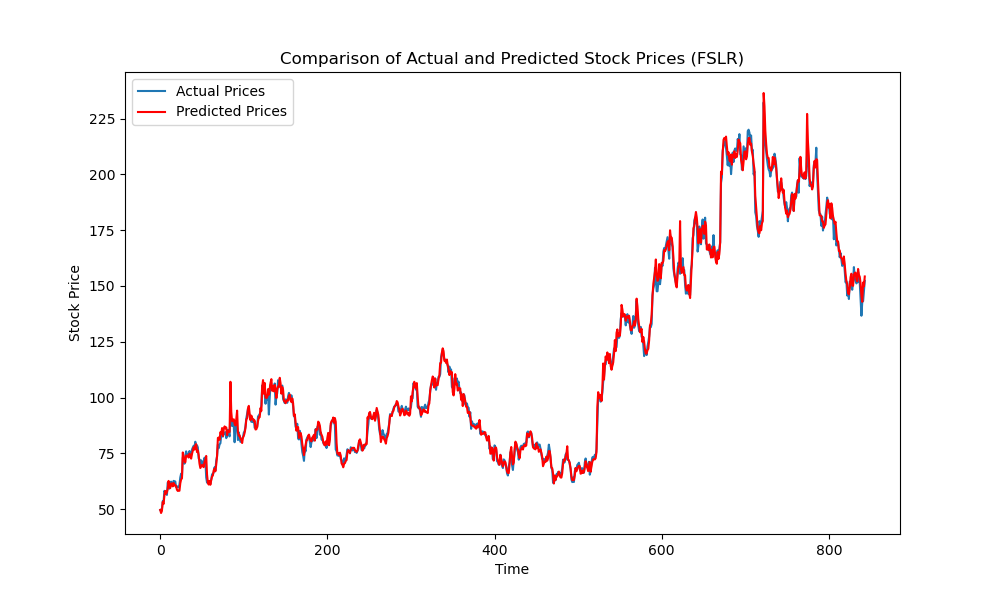 Comparison of Actual and Predicted Stock Prices (FSLR)
Actual Prices
Predicted Prices
225
200
175
150
125
100
75
50
Stock Price
0 200 400 600 800
Time